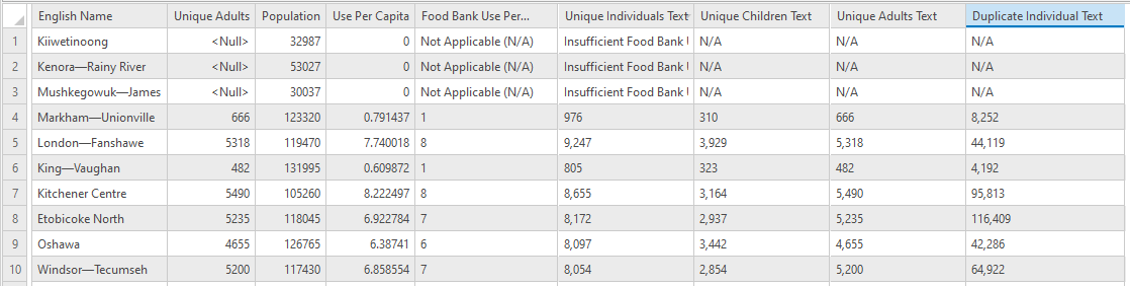 English Name Unique Adults Population Use Per Capita Food Bank Use Per... Unique Individuals Text Unique Children Text Unique Adults Text Duplicate Individual Text
1 Kiiwetinoong <Null> 32987 0 Not Applicable (N/A) Insufficient Food Bank N/A N/A N/A
2 Kenora—Rainy River <Null> 53027 0 Not Applicable (N/A) Insufficient Food Bank N/A N/A N/A
3 Mushkegowuk—James <Null> 30037 0 Not Applicable (N/A) Insufficient Food Bank N/A N/A N/A
4 Markham—Unionville 666 123320 0.791437 1 976 310 666 8,252
5 London—Fanshawe 5318 119470 7.740018 8 9,247 3,929 5,318 44,119
6 King—Vaughan 482 131995 0.609872 1 805 323 482 4,192
7 Kitchener Centre 5490 105260 8.222497 8 8,655 3,164 5,490 95,813
8 Etobicoke North 5235 118045 6.922784 7 8,172 2,937 5,235 116,409
9 Oshawa 4655 126765 6.38741 6 8,097 3,442 4,655 42,286
10 Windsor—Tecumseh 5200 117430 6.858554 7 8,054 2,854 5,200 64,922